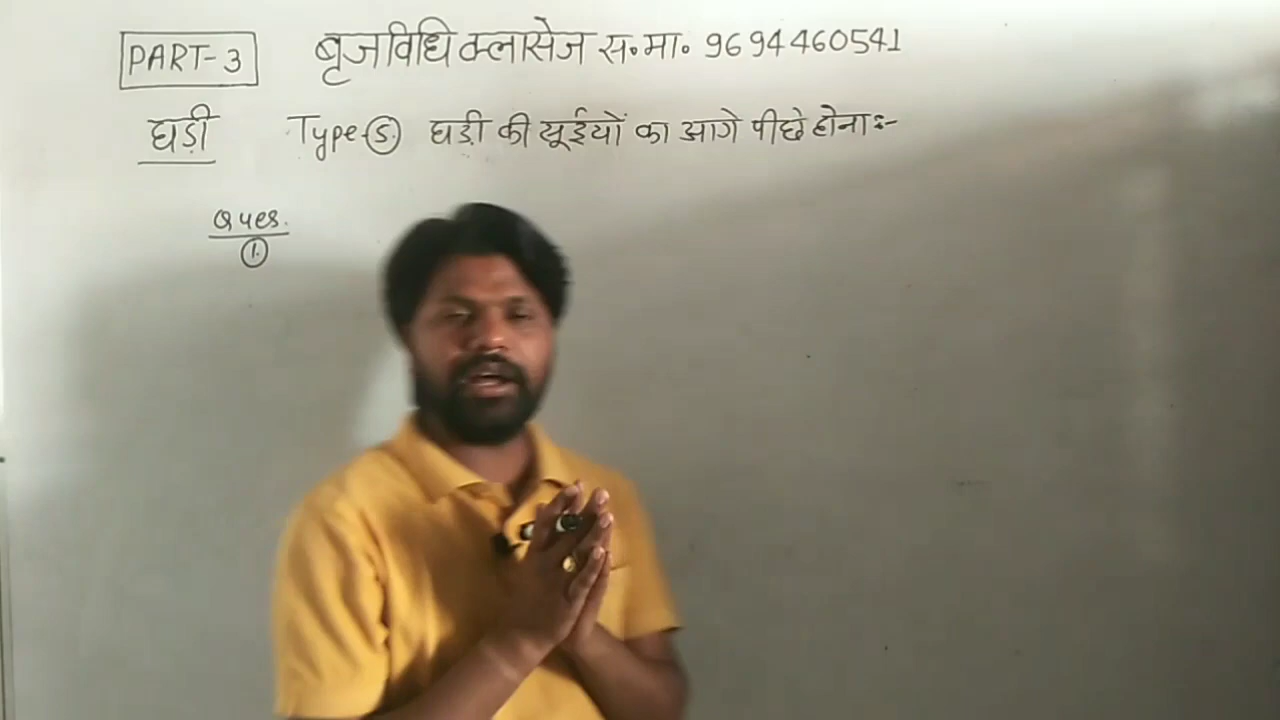 PART-3 बृजविधि क्लासेज स॰मा॰ 9694460541
घड़ी Type (5.) घड़ी की सूईयों का आगे पीछे होना:-
Ques.
(1.)